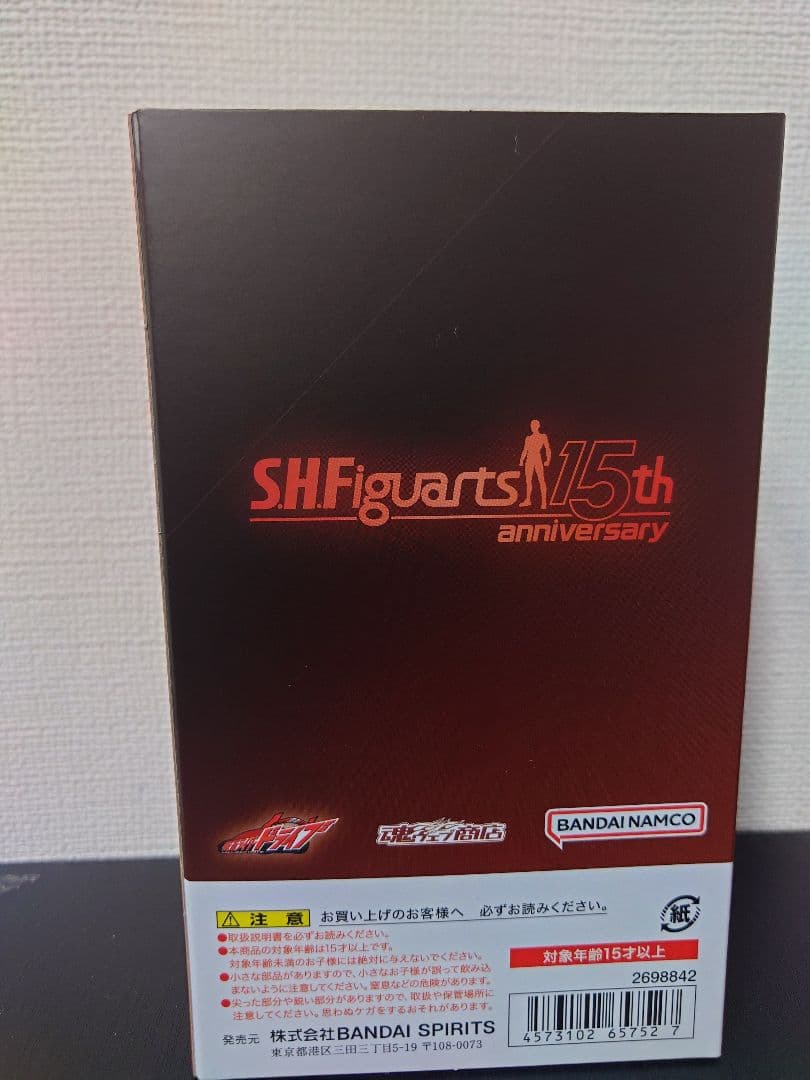 S.H.Figuarts 15th
anniversary
仮面ライダードライブ
魂ウェブ商店
BANDAI NAMCO
注意 お買い上げのお客様へ 必ずお読みください。
●取扱説明書を必ずお読みください。
●本商品の対象年齢は15才以上です。
対象年齢未満のお子様には絶対に与えないでください。
●小さな部品がありますので、小さなお子様が誤って飲み込
まないように注意してください。窒息などの危険があります。
●尖った部分や鋭い部分がありますので、取扱や保管場所に
注意してください。思わぬケガをするおそれがあります。
発売元 株式会社BANDAI SPIRITS
東京都港区三田三丁目5-19 〒108-0073
紙
対象年齢15才以上
2698842
4573102 65752 7